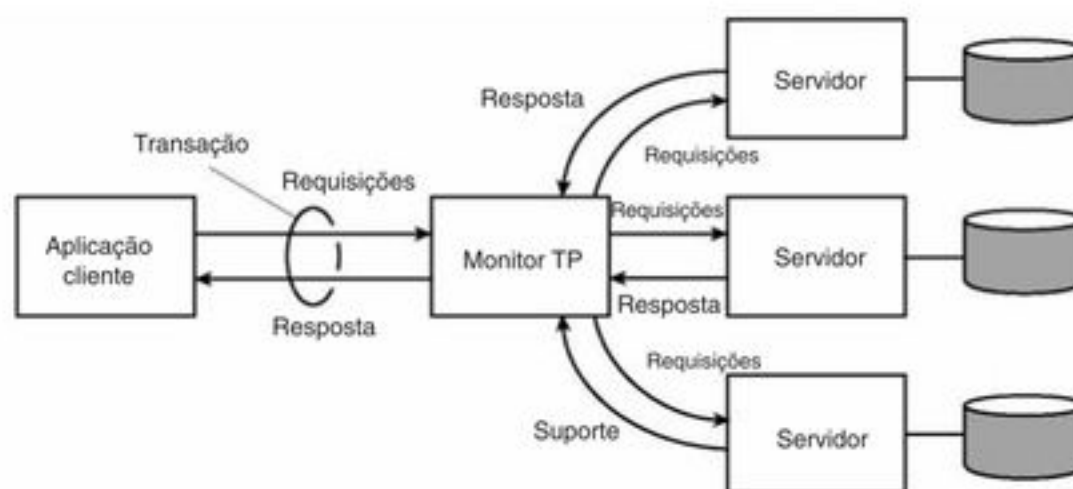 Servidor
Resposta
Transação
Requisições
Requisições
Requisições
Aplicação
cliente
Monitor TP
Servidor
Resposta
Resposta
Requisições
Suporte
Servidor